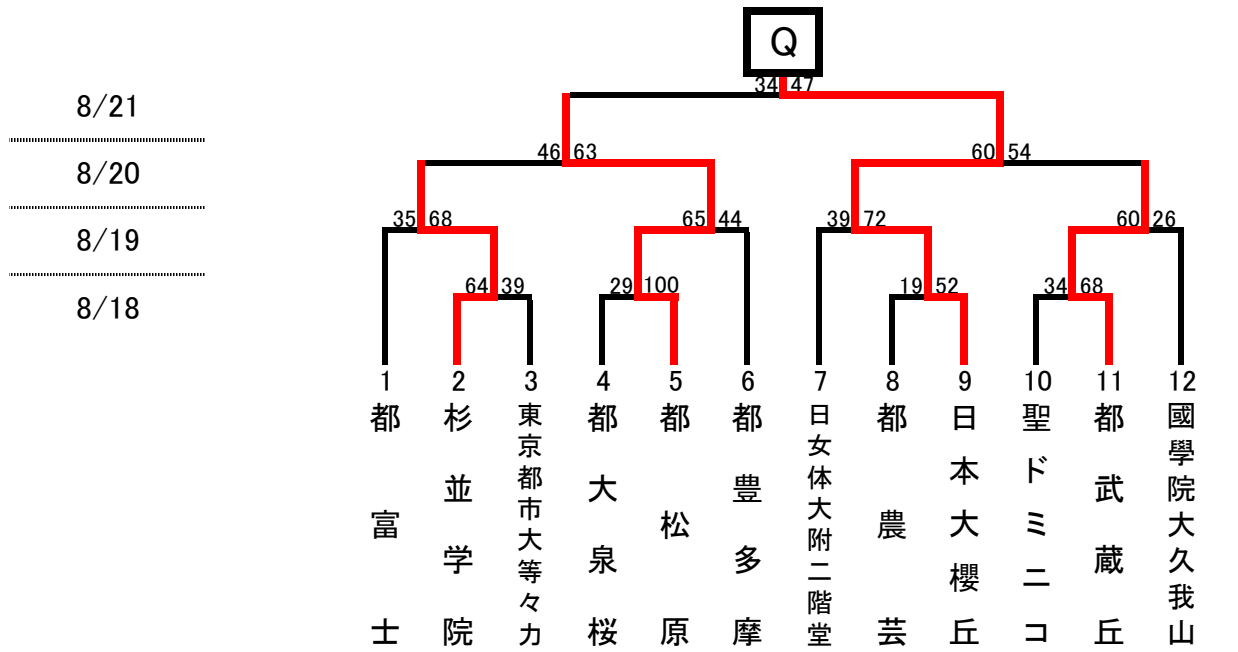 Q
34 47
8/21
46 63
60 54
8/20
35 68
65 44
39 72
60 26
8/19
64 39
29 100
19 52
34 68
8/18
1 2 3 4 5 6 7 8 9 10 11 12
都富士
杉並学院
東京都市大等々力
都大泉桜
都松原
都豊多摩
日女体大附二階堂
都農芸
日本大櫻丘
聖ドミニコ
都武蔵丘
國學院大久我山